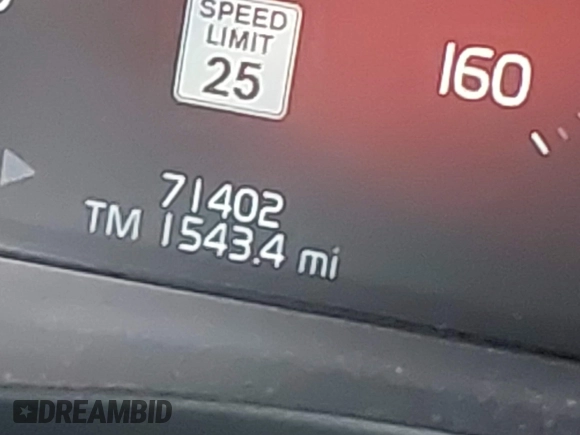 SPEED
LIMIT
25
160
71402
TM 1543.4 mi
DREAMBID